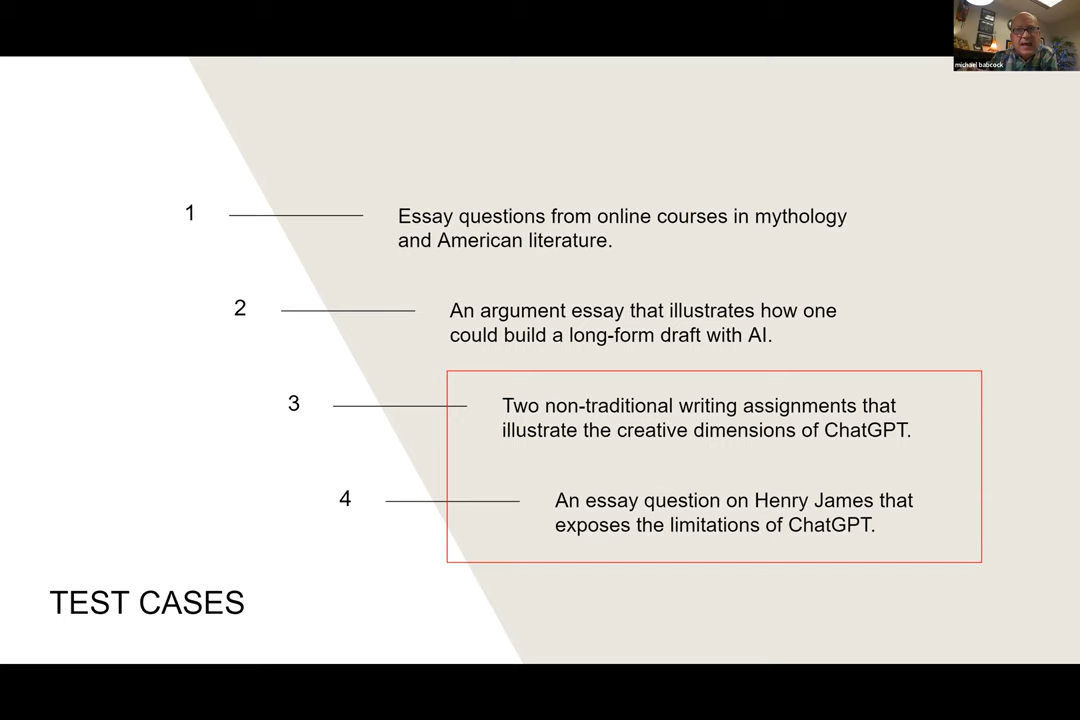 michael babcock
1
Essay questions from online courses in mythology
and American literature.
2
An argument essay that illustrates how one
could build a long-form draft with AI.
3
Two non-traditional writing assignments that
illustrate the creative dimensions of ChatGPT.
4
An essay question on Henry James that
exposes the limitations of ChatGPT.
TEST CASES